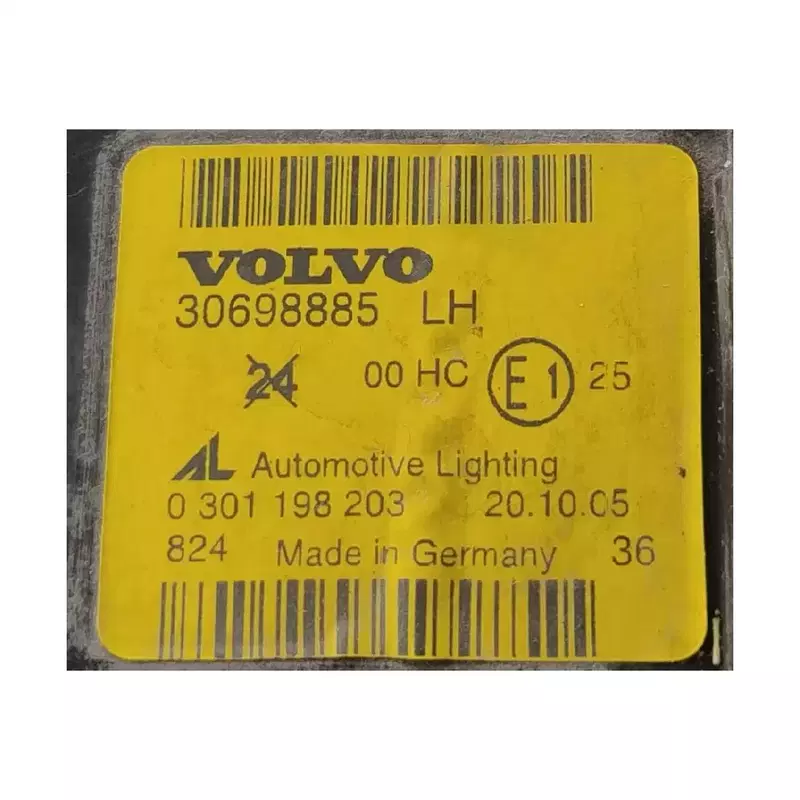 VOLVO
30698885 LH
24 00 HC E1 25
AL Automotive Lighting
0 301 198 203 20.10.05
824 Made in Germany 36